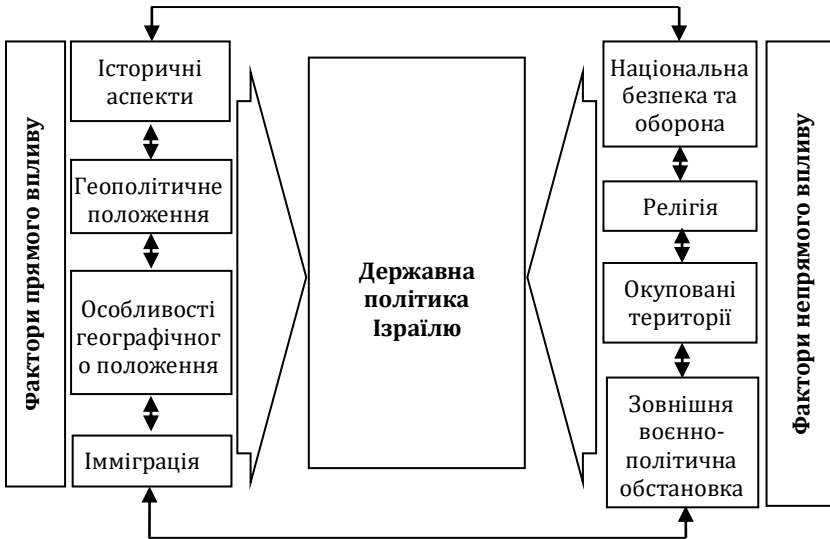 Фактори прямого впливу
Історичні
аспекти
Геополітичне
положення
Особливості
географічног
о положення
Імміграція
Державна
політика
Ізраїлю
Національна
безпека та
оборона
Релігія
Окуповані
території
Зовнішня
воєнно-
політична
обстановка
Фактори непрямого впливу